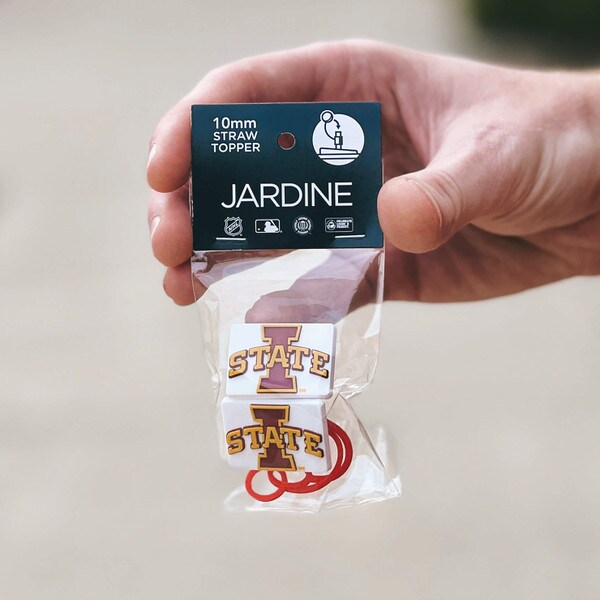 10mm
STRAW
TOPPER
JARDINE
STATE
STATE